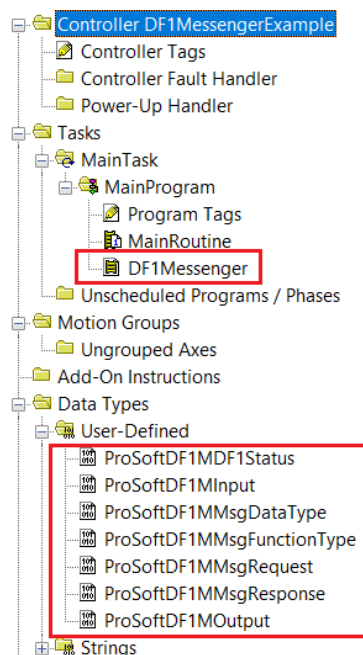 Controller DF1MessengerExample
Controller Tags
Controller Fault Handler
Power-Up Handler
Tasks
MainTask
MainProgram
Program Tags
MainRoutine
DF1Messenger
Unscheduled Programs / Phases
Motion Groups
Ungrouped Axes
Add-On Instructions
Data Types
User-Defined
ProSoftDF1MDF1Status
ProSoftDF1MInput
ProSoftDF1MMsgDataType
ProSoftDF1MMsgFunctionType
ProSoftDF1MMsgRequest
ProSoftDF1MMsgResponse
ProSoftDF1MOutput
Strings